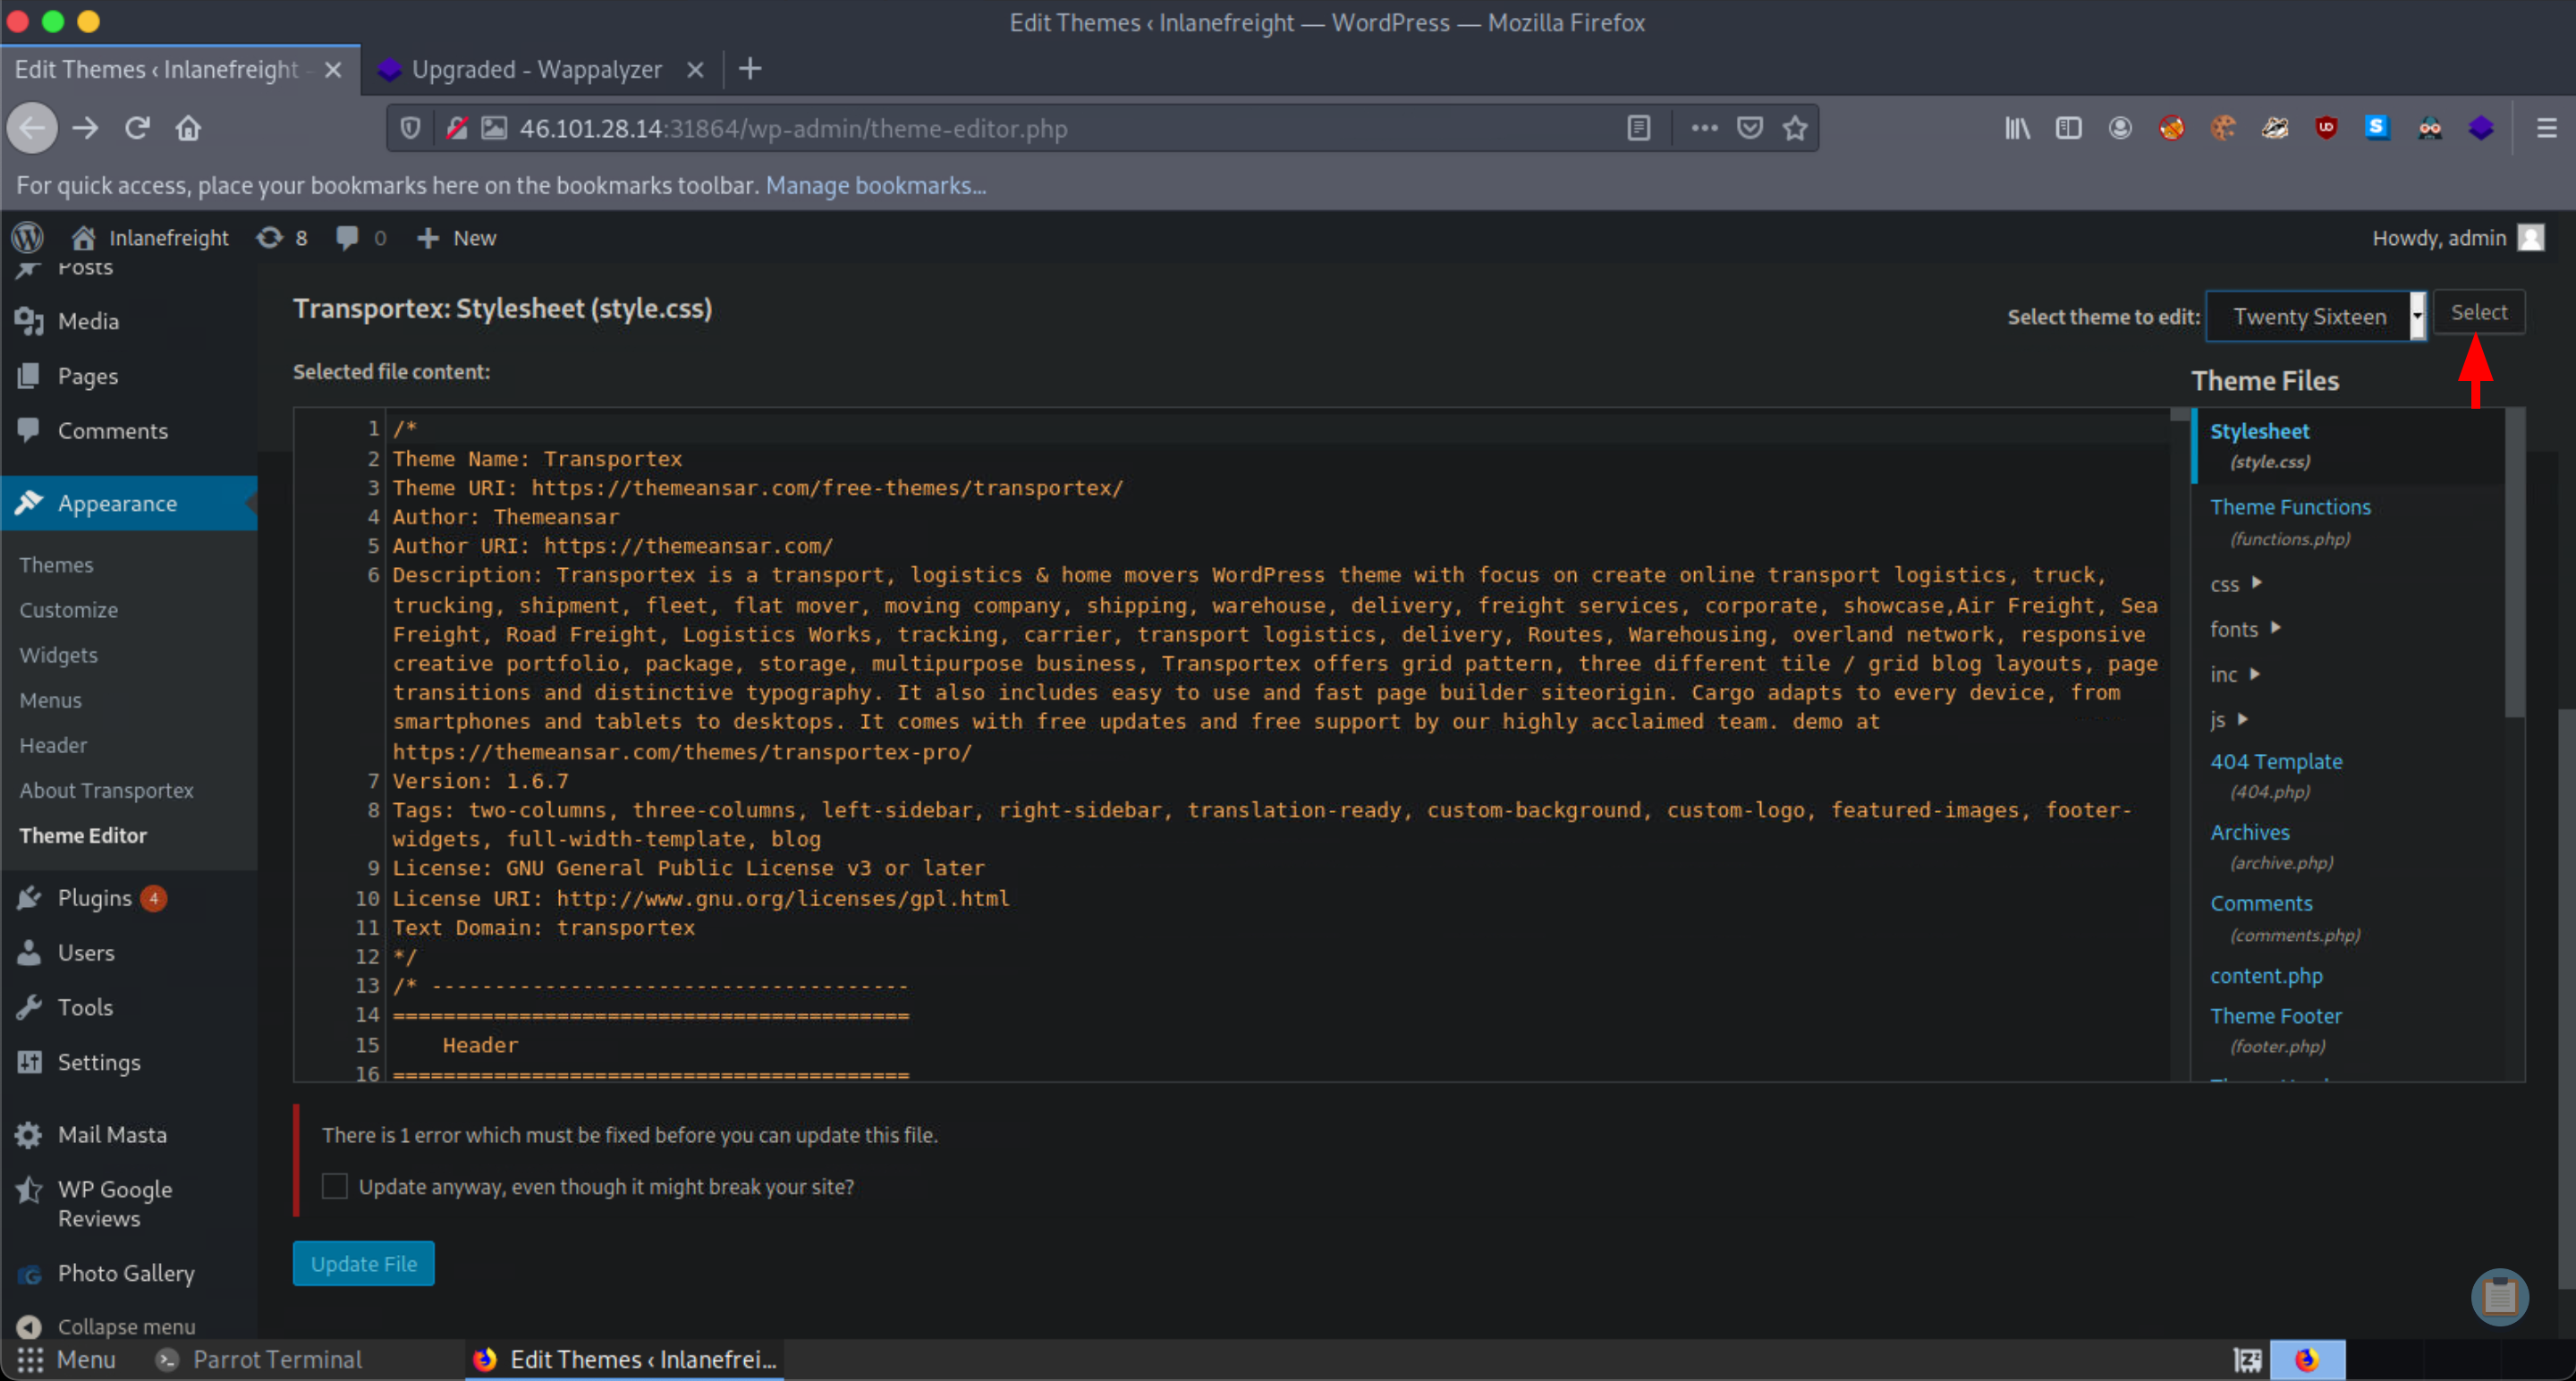 Edit Themes ‹ Inlanefreight — WordPress — Mozilla Firefox
Edit Themes ‹ Inlanefreight -
Upgraded - Wappalyzer
46.101.28.14:31864/wp-admin/theme-editor.php
For quick access, place your bookmarks here on the bookmarks toolbar. Manage bookmarks...
Inlanefreight 8 0 New
Howdy, admin
Posts
Media
Pages
Comments
Appearance
Themes
Customize
Widgets
Menus
Header
About Transportex
Theme Editor
Plugins 4
Users
Tools
Settings
Mail Masta
WP Google
Reviews
Photo Gallery
Collapse menu
Transportex: Stylesheet (style.css)
Select theme to edit: Twenty Sixteen Select
Selected file content:
1 /*
2 Theme Name: Transportex
3 Theme URI: https://themeansar.com/free-themes/transportex/
4 Author: Themeansar
5 Author URI: https://themeansar.com/
6 Description: Transportex is a transport, logistics & home movers WordPress theme with focus on create online transport logistics, truck,
trucking, shipment, fleet, flat mover, moving company, shipping, warehouse, delivery, freight services, corporate, showcase,Air Freight, Sea
Freight, Road Freight, Logistics Works, tracking, carrier, transport logistics, delivery, Routes, Warehousing, overland network, responsive
creative portfolio, package, storage, multipurpose business, Transportex offers grid pattern, three different tile / grid blog layouts, page
transitions and distinctive typography. It also includes easy to use and fast page builder siteorigin. Cargo adapts to every device, from
smartphones and tablets to desktops. It comes with free updates and free support by our highly acclaimed team. demo at
https://themeansar.com/themes/transportex-pro/
7 Version: 1.6.7
8 Tags: two-columns, three-columns, left-sidebar, right-sidebar, translation-ready, custom-background, custom-logo, featured-images, footer-
widgets, full-width-template, blog
9 License: GNU General Public License v3 or later
10 License URI: http://www.gnu.org/licenses/gpl.html
11 Text Domain: transportex
12 */
13 /* --------------------------------------
14 =========================================
15 Header
16 =========================================
Theme Files
Stylesheet
(style.css)
Theme Functions
(functions.php)
css
fonts
inc
js
404 Template
(404.php)
Archives
(archive.php)
Comments
(comments.php)
content.php
Theme Footer
(footer.php)
There is 1 error which must be fixed before you can update this file.
Update anyway, even though it might break your site?
Update File
Menu
Parrot Terminal
Edit Themes ‹ Inlanefrei...